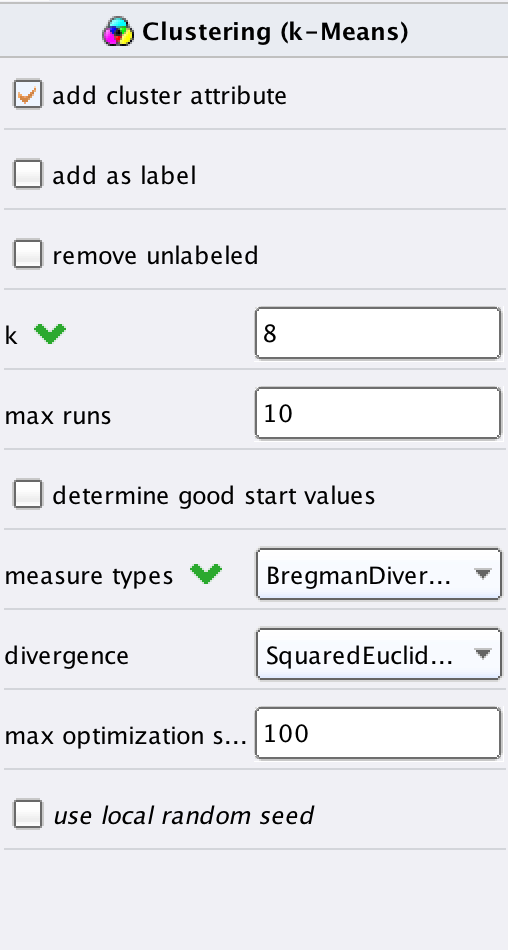 Clustering (k-Means)
add cluster attribute
add as label
remove unlabeled
k 8
max runs 10
determine good start values
measure types BregmanDiver...
divergence SquaredEuclid...
max optimization s... 100
use local random seed